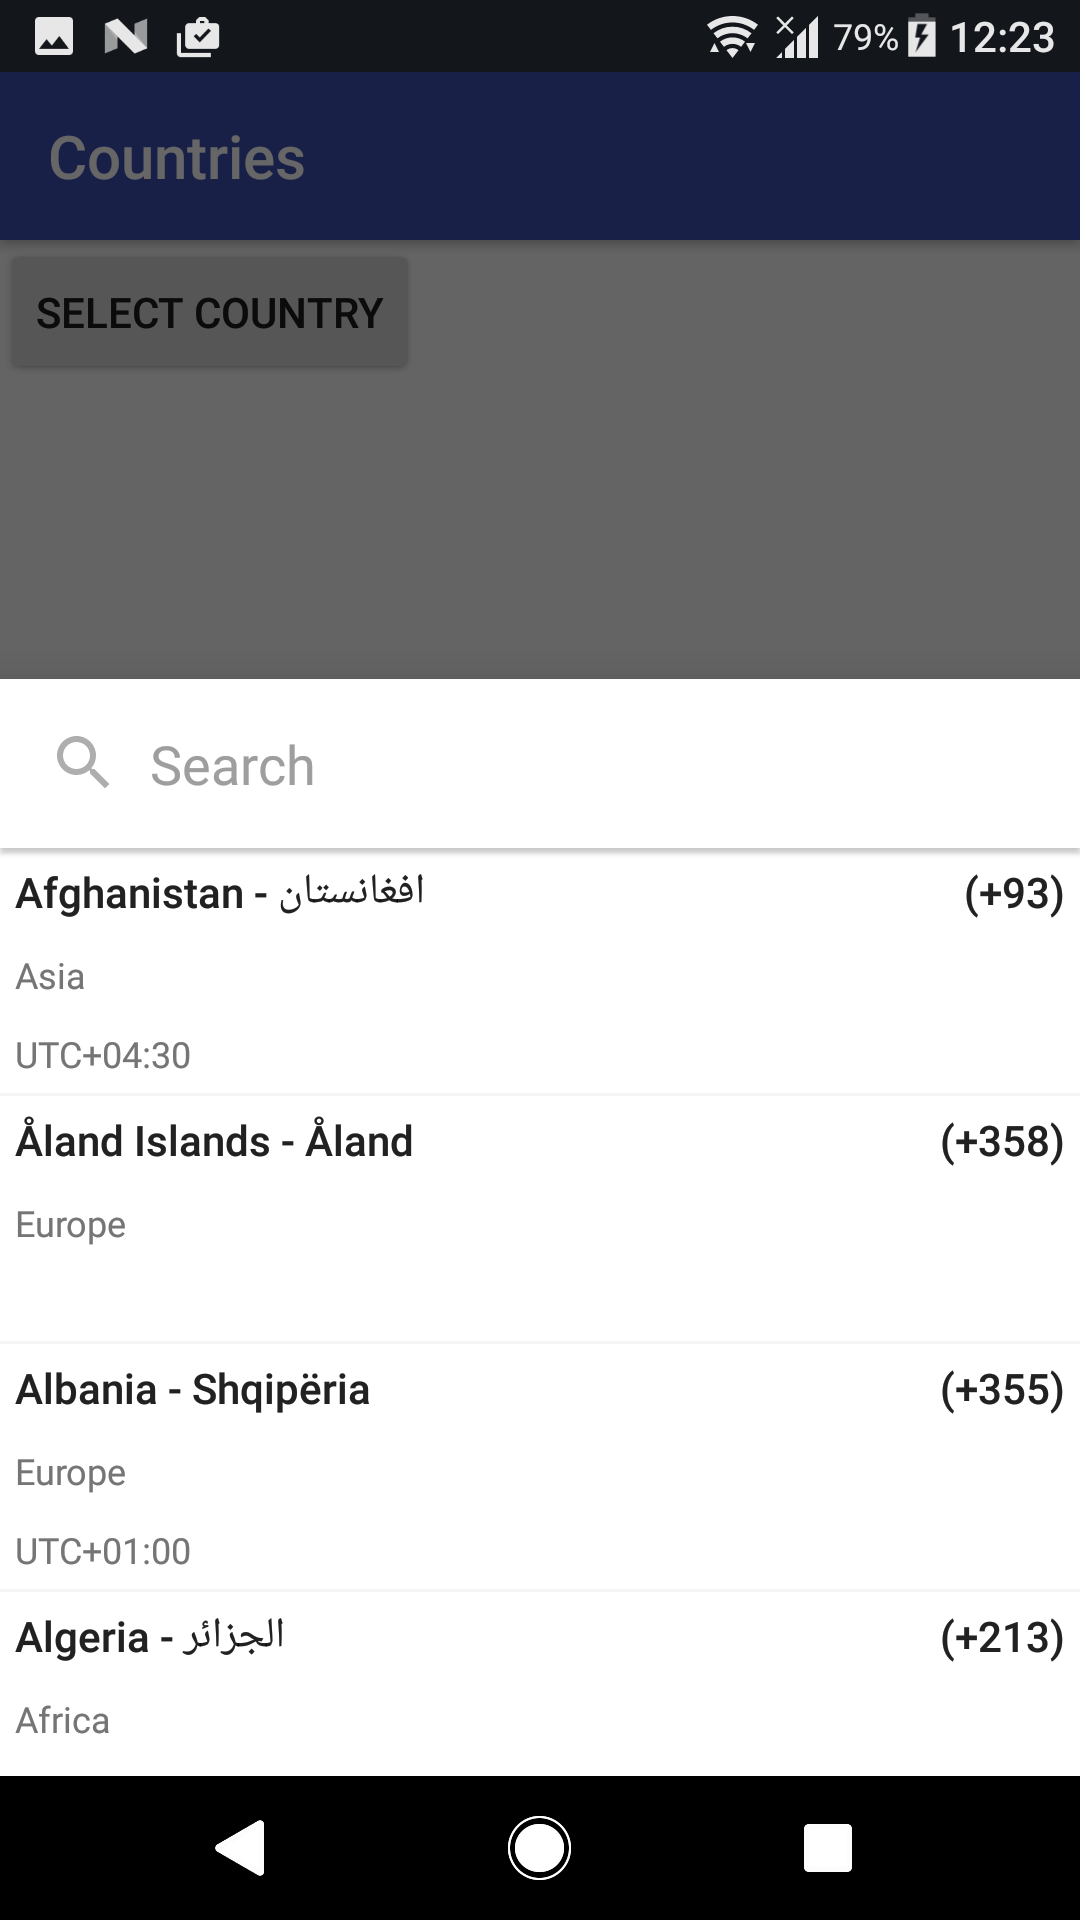 79% 12:23
Countries
SELECT COUNTRY
Search
Afghanistan - افغانستان (+93)
Asia
UTC+04:30
Åland Islands - Åland (+358)
Europe
Albania - Shqipëria (+355)
Europe
UTC+01:00
Algeria - الجزائر (+213)
Africa